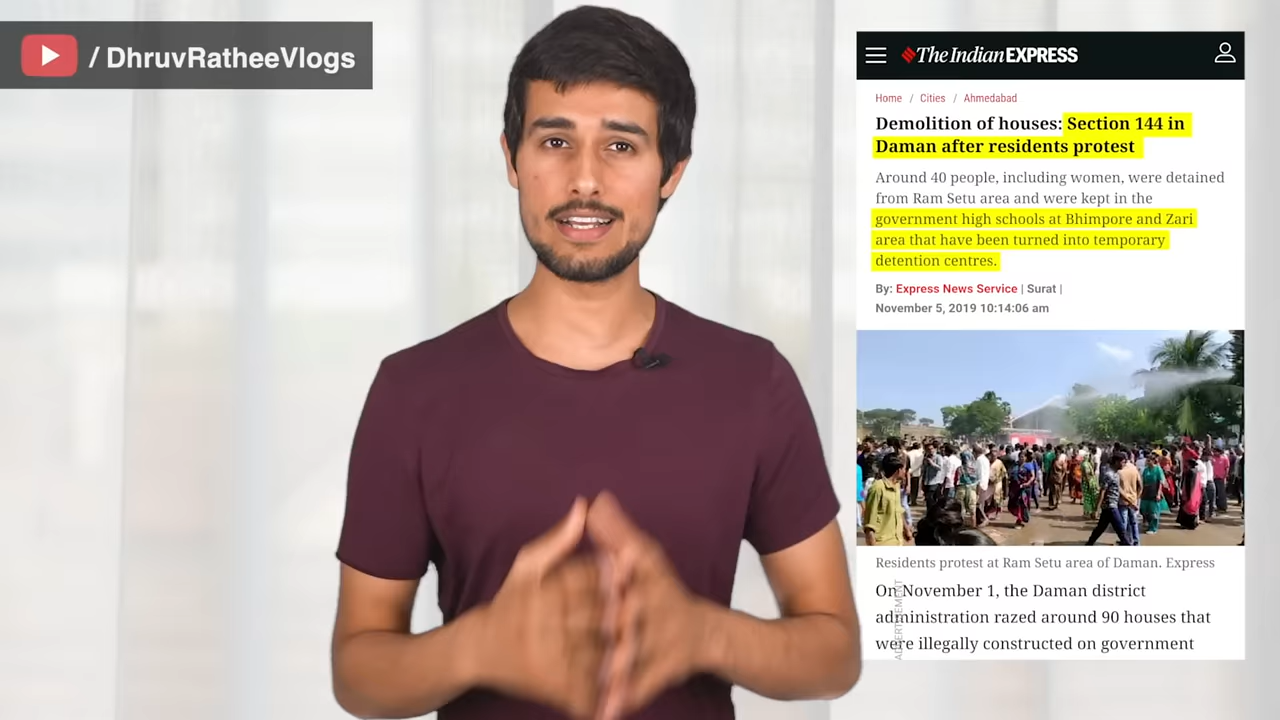 / DhruvRatheeVlogs
The Indian EXPRESS
Home / Cities / Ahmedabad
Demolition of houses: Section 144 in
Daman after residents protest
Around 40 people, including women, were detained
from Ram Setu area and were kept in the
government high schools at Bhimpore and Zari
area that have been turned into temporary
detention centres.
By: Express News Service | Surat |
November 5, 2019 10:14:06 am
Residents protest at Ram Setu area of Daman. Express
On November 1, the Daman district
administration razed around 90 houses that
were illegally constructed on government
ADVERTISEMENT